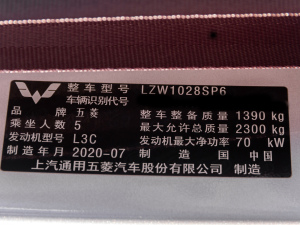 整车型号 LZW1028SP6
车辆识别代号
品牌 五菱 整车整备质量 1390 kg
乘坐人数 5 最大允许总质量 2300 kg
发动机型号 L3C 发动机最大净功率 70 kW
制造年月 2020-07 制造国 中国
上汽通用五菱汽车股份有限公司 制造